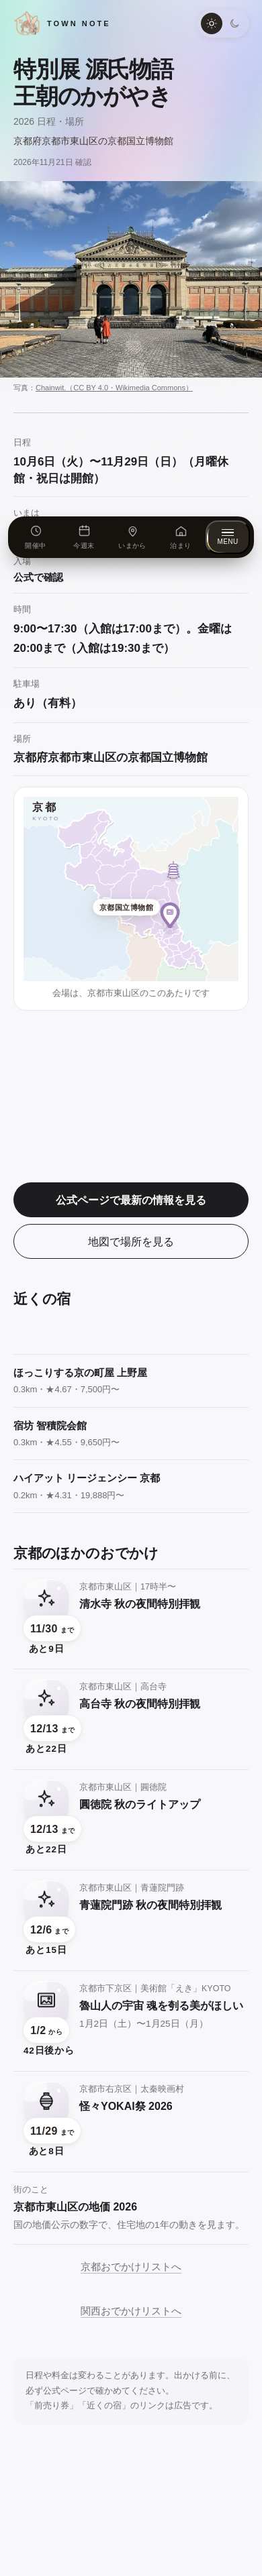 TOWN NOTE
特別展 源氏物語
王朝のかがやき
2026 日程・場所
京都府京都市東山区の京都国立博物館
2026年11月21日 確認
写真：Chainwit.（CC BY 4.0・Wikimedia Commons）
日程
10月6日（火）〜11月29日（日）（月曜休
館・祝日は開館）
いまは
開催中
今週末
いまから
泊まり
MENU
入場
公式で確認
時間
9:00〜17:30（入館は17:00まで）。金曜は
20:00まで（入館は19:30まで）
駐車場
あり（有料）
場所
京都府京都市東山区の京都国立博物館
京都
KYOTO
京都国立博物館
会場は、京都市東山区のこのあたりです
公式ページで最新の情報を見る
地図で場所を見る
近くの宿
ほっこりする京の町屋 上野屋
0.3km・★4.67・7,500円〜
宿坊 智積院会館
0.3km・★4.55・9,650円〜
ハイアット リージェンシー 京都
0.2km・★4.31・19,888円〜
京都のほかのおでかけ
京都市東山区｜17時半〜
清水寺 秋の夜間特別拝観
11/30 まで
あと9日
京都市東山区｜高台寺
高台寺 秋の夜間特別拝観
12/13 まで
あと22日
京都市東山区｜圓徳院
圓徳院 秋のライトアップ
12/13 まで
あと22日
京都市東山区｜青蓮院門跡
青蓮院門跡 秋の夜間特別拝観
12/6 まで
あと15日
京都市下京区｜美術館「えき」KYOTO
魯山人の宇宙 魂を刳る美がほしい
1月2日（土）〜1月25日（月）
1/2 から
42日後から
京都市右京区｜太秦映画村
怪々YOKAI祭 2026
11/29 まで
あと8日
街のこと
京都市東山区の地価 2026
国の地価公示の数字で、住宅地の1年の動きを見ます。
京都おでかけリストへ
関西おでかけリストへ
日程や料金は変わることがあります。出かける前に、
必ず公式ページで確かめてください。
「前売り券」「近くの宿」のリンクは広告です。